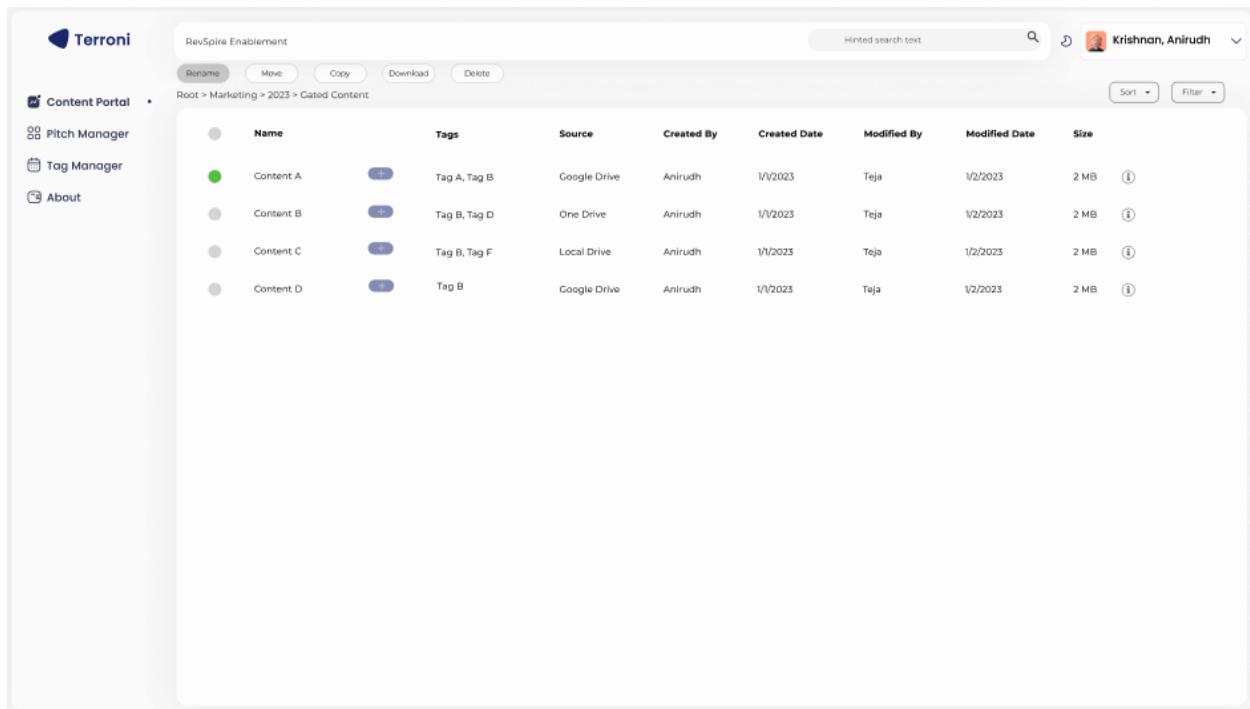 Terroni
RevSpire Enablement
Hinted search text
Krishnan, Anirudh
Rename Move Copy Download Delete
Root > Marketing > 2023 > Gated Content
Sort Filter
Content Portal
Pitch Manager
Tag Manager
About
Name Tags Source Created By Created Date Modified By Modified Date Size
Content A + Tag A, Tag B Google Drive Anirudh 1/1/2023 Teja 1/2/2023 2 MB i
Content B + Tag B, Tag D One Drive Anirudh 1/1/2023 Teja 1/2/2023 2 MB i
Content C + Tag B, Tag F Local Drive Anirudh 1/1/2023 Teja 1/2/2023 2 MB i
Content D + Tag B Google Drive Anirudh 1/1/2023 Teja 1/2/2023 2 MB i